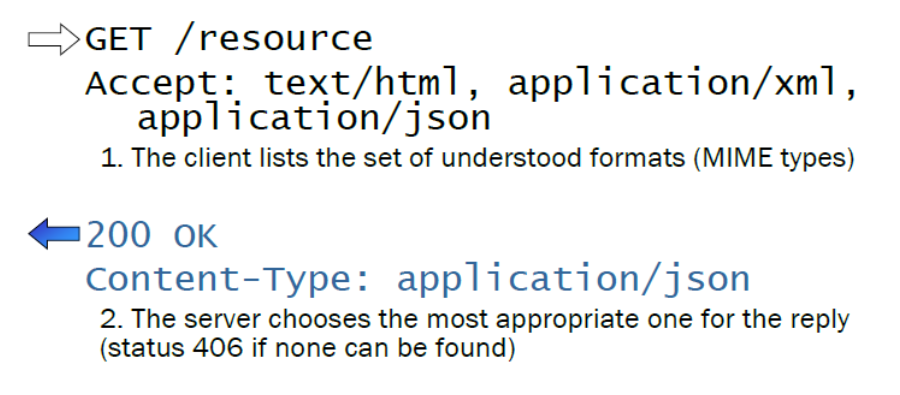 GET /resource
Accept: text/html, application/xml,
application/json
1. The client lists the set of understood formats (MIME types)
200 OK
Content-Type: application/json
2. The server chooses the most appropriate one for the reply
(status 406 if none can be found)